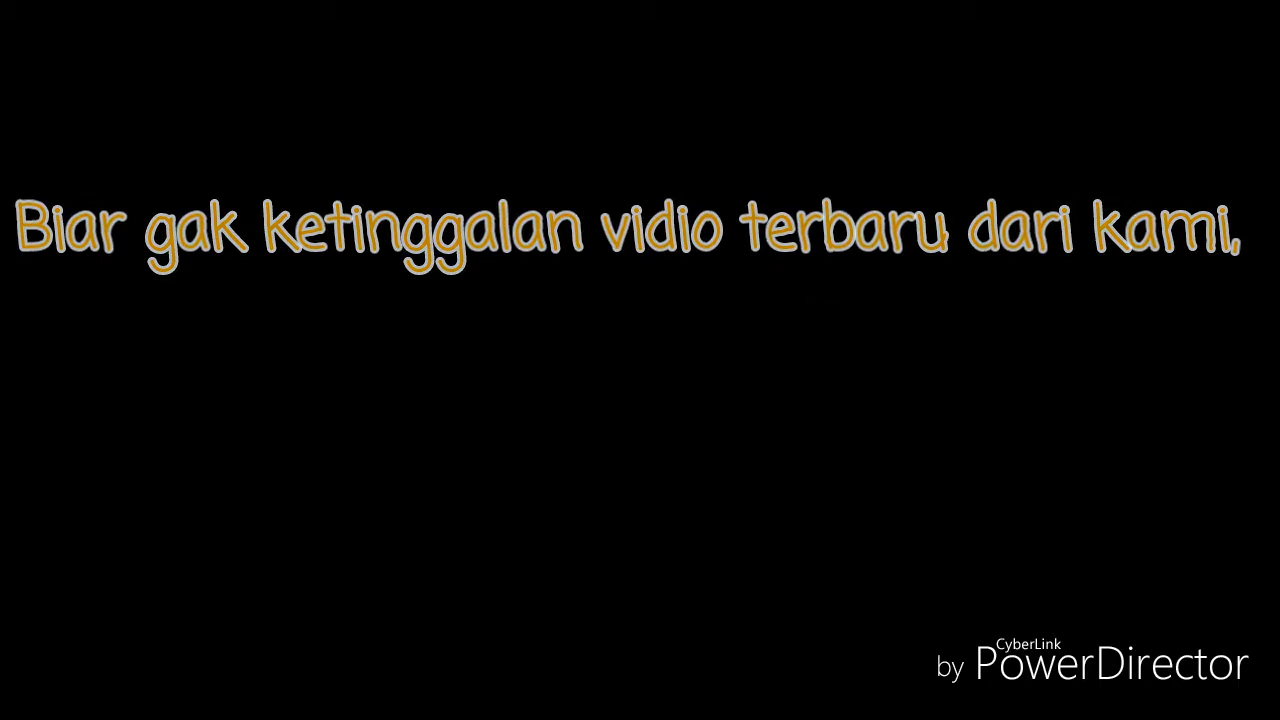 Biar gak ketinggalan vidio terbaru dari kami,
CyberLink
by PowerDirector